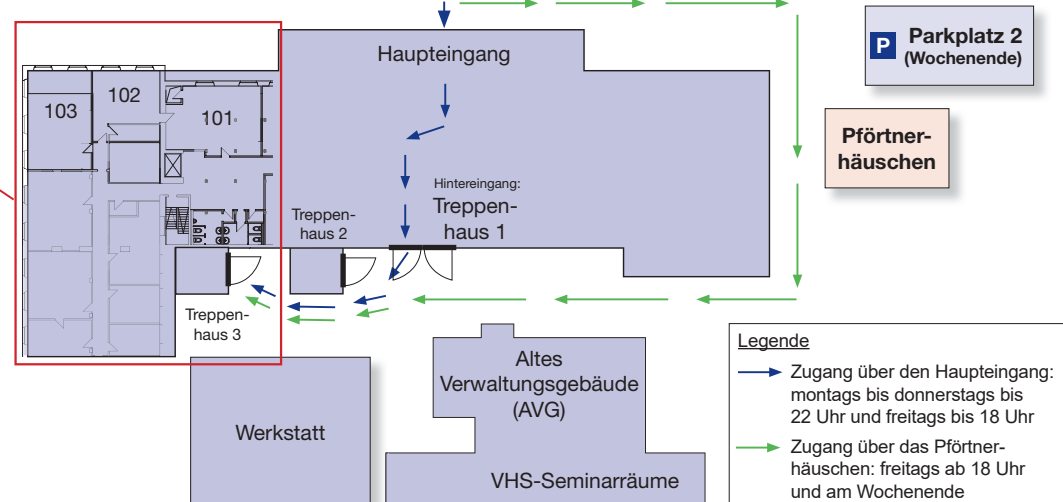 Haupteingang
P
Parkplatz 2
(Wochenende)
103
102
101
Pförtner-
häuschen
Hintereingang:
Treppen-
haus 1
Treppen-
haus 2
Treppen-
haus 3
Altes
Verwaltungsgebäude
(AVG)
Werkstatt
VHS-Seminarräume
Legende
Zugang über den Haupteingang:
montags bis donnerstags bis
22 Uhr und freitags bis 18 Uhr
Zugang über das Pförtner-
häuschen: freitags ab 18 Uhr
und am Wochenende